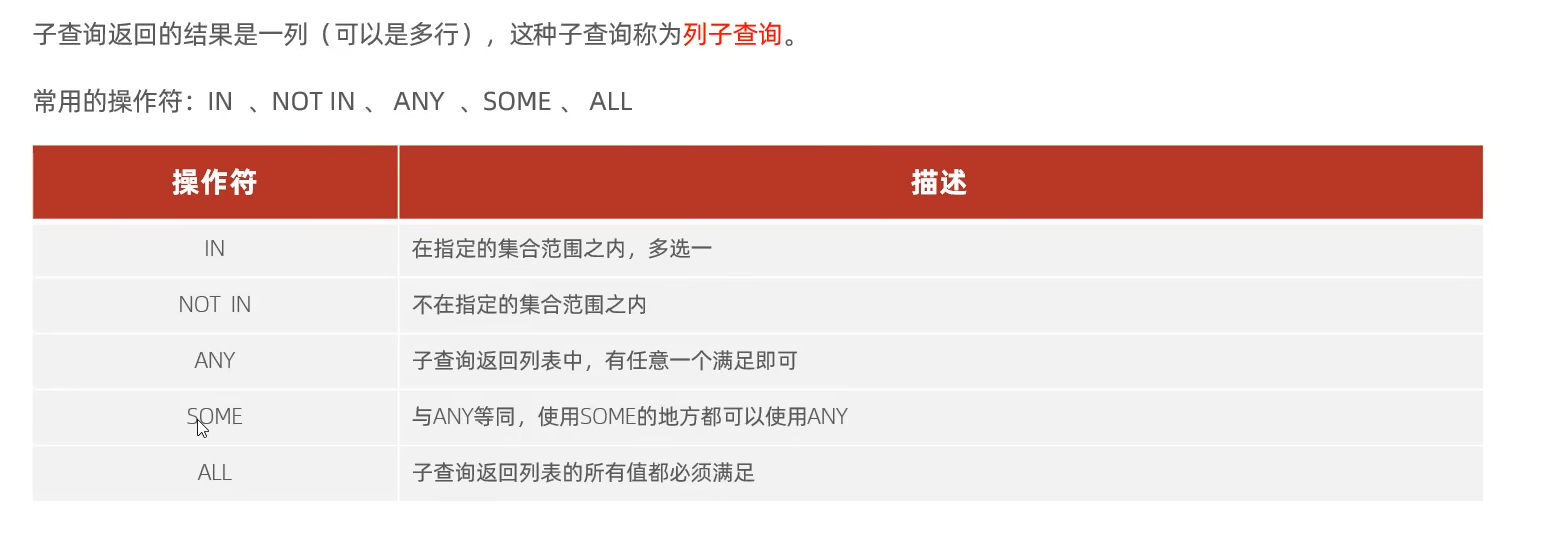 子查询返回的结果是一列（可以是多行），这种子查询称为列子查询。
常用的操作符：IN 、NOT IN 、 ANY 、SOME 、 ALL
操作符 描述
IN 在指定的集合范围之内，多选一
NOT IN 不在指定的集合范围之内
ANY 子查询返回列表中，有任意一个满足即可
SOME 与ANY等同，使用SOME的地方都可以使用ANY
ALL 子查询返回列表的所有值都必须满足